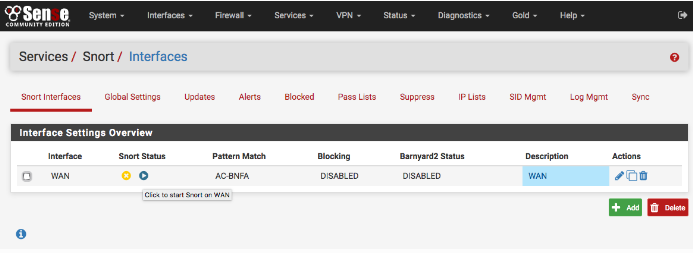 Sense
COMMUNITY EDITION
System Interfaces Firewall Services VPN Status Diagnostics Gold Help
Services / Snort / Interfaces
Snort Interfaces Global Settings Updates Alerts Blocked Pass Lists Suppress IP Lists SID Mgmt Log Mgmt Sync
Interface Settings Overview
Interface Snort Status Pattern Match Blocking Barnyard2 Status Description Actions
WAN AC-BNFA DISABLED DISABLED WAN
Click to start Snort on WAN
Add Delete